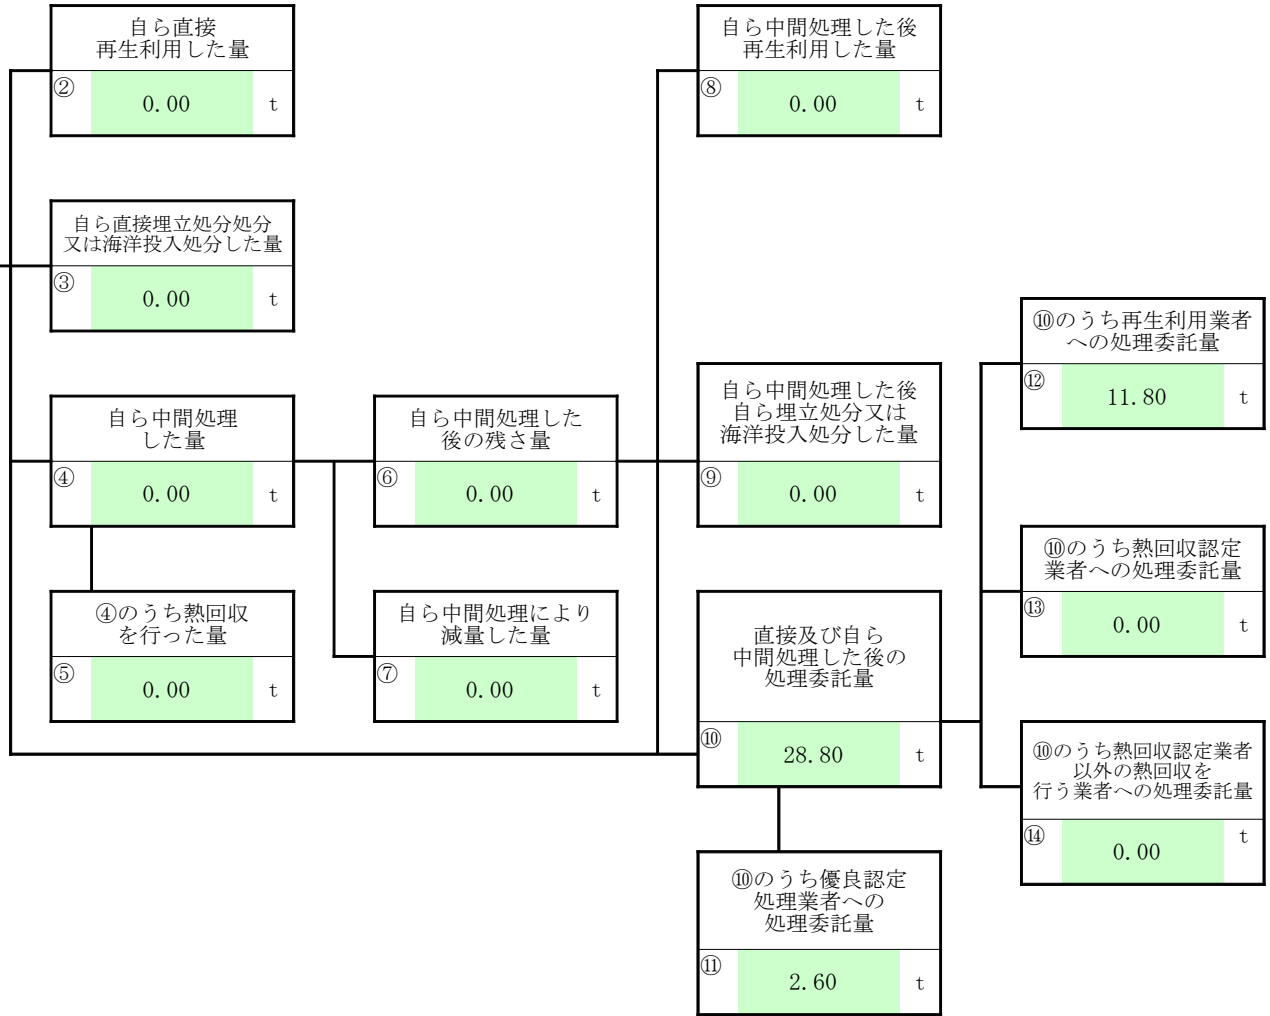 自ら直接
再生利用した量
② 0.00 t
自ら中間処理した後
再生利用した量
⑧ 0.00 t
自ら直接埋立処分処分
又は海洋投入処分した量
③ 0.00 t
⑩のうち再生利用業者
への処理委託量
⑫ 11.80 t
自ら中間処理
した量
④ 0.00 t
自ら中間処理した
後の残さ量
⑥ 0.00 t
自ら中間処理した後
自ら埋立処分又は
海洋投入処分した量
⑨ 0.00 t
⑩のうち熱回収認定
業者への処理委託量
⑬ 0.00 t
④のうち熱回収
を行った量
⑤ 0.00 t
自ら中間処理により
減量した量
⑦ 0.00 t
直接及び自ら
中間処理した後の
処理委託量
⑩ 28.80 t
⑩のうち熱回収認定業者
以外の熱回収を
行う業者への処理委託量
⑭ 0.00 t
⑩のうち優良認定
処理業者への
処理委託量
⑪ 2.60 t